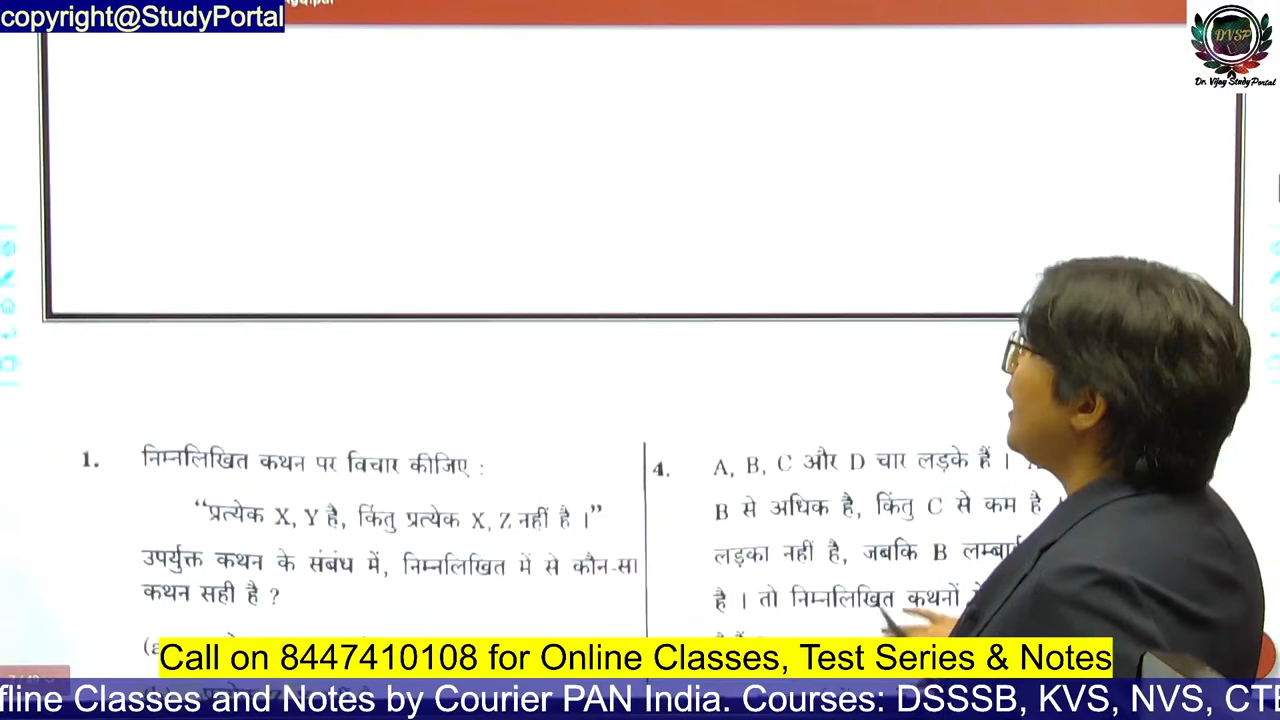 copyright@StudyPortal
DVSP
Dr. Vijay StudyPortal
1. निम्नलिखित कथन पर विचार कीजिए :
“प्रत्येक X, Y है, किंतु प्रत्येक X, Z नहीं है ।”
उपर्युक्त कथन के संबंध में, निम्नलिखित में से कौन-सा
कथन सही है ?
4. A, B, C और D चार लड़के हैं ।
B से अधिक है, किंतु C से कम है
लड़का नहीं है, जबकि B
है । तो निम्नलिखित कथनों
Call on 8447410108 for Online Classes, Test Series & Notes
fline Classes and Notes by Courier PAN India. Courses: DSSSB, KVS, NVS, CTE